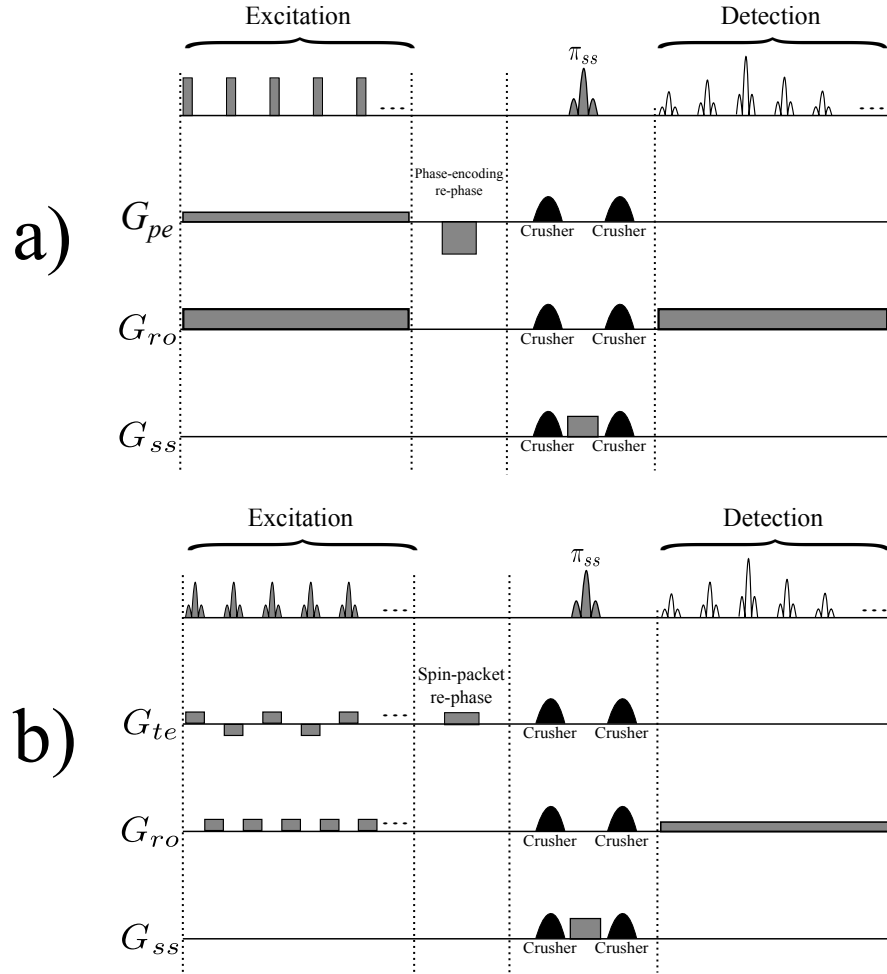 Excitation
Detection
π_ss
- - -
- - -
Phase-encoding
re-phase
a)
G_pe
Crusher Crusher
G_ro
Crusher Crusher
G_ss
Crusher Crusher
Excitation
Detection
π_ss
- - -
- - -
Spin-packet
re-phase
b)
G_te
- - -
Crusher Crusher
G_ro
- - -
Crusher Crusher
G_ss
Crusher Crusher